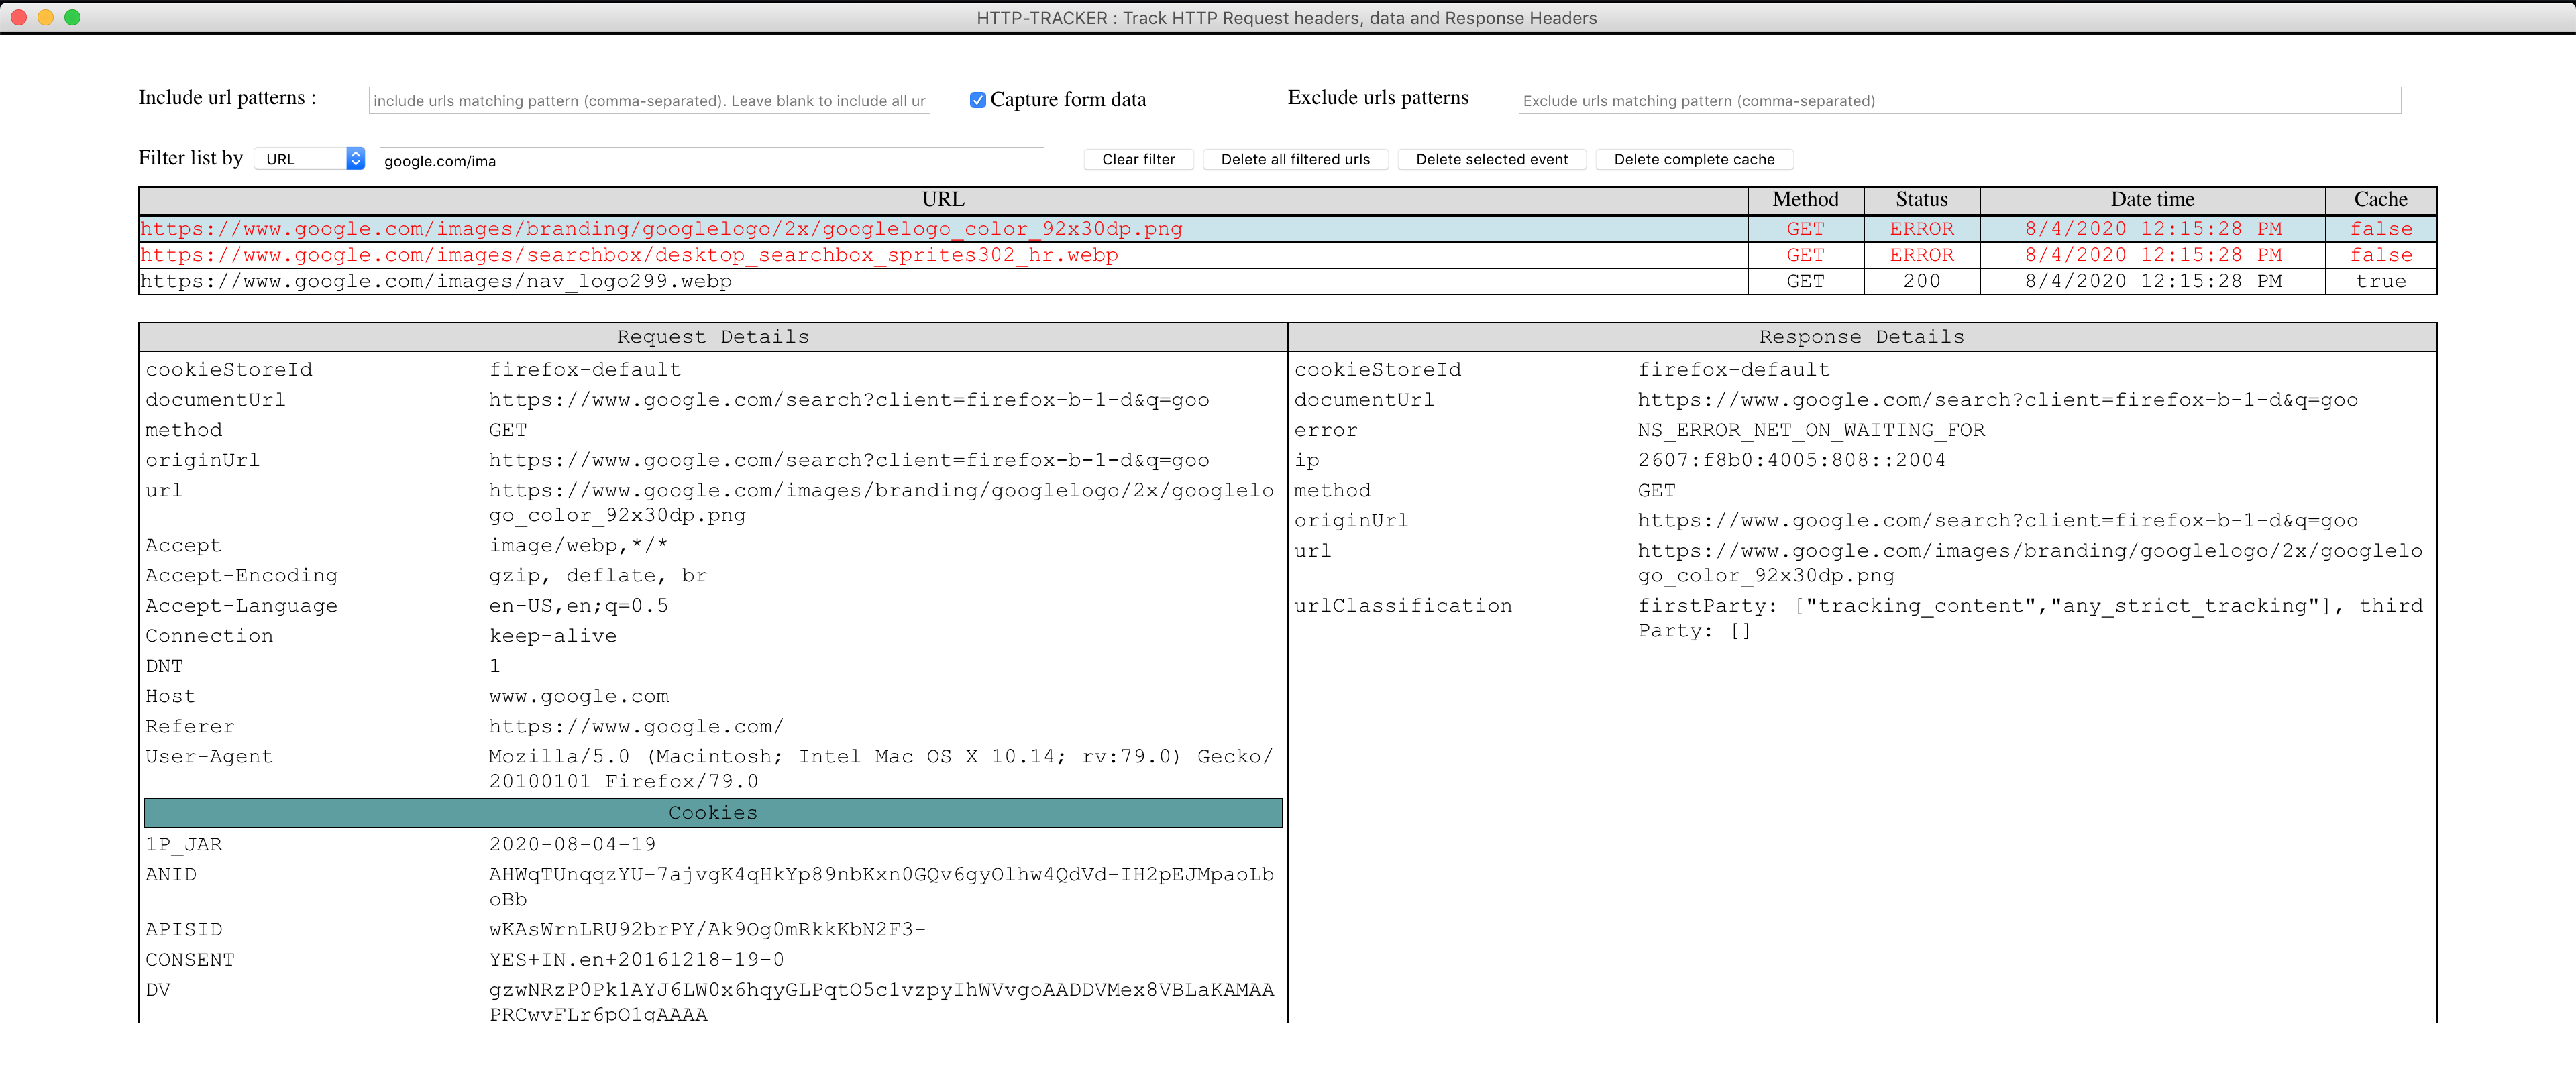 HTTP-TRACKER : Track HTTP Request headers, data and Response Headers
Include url patterns : include urls matching pattern (comma-separated). Leave blank to include all ur Capture form data Exclude urls patterns Exclude urls matching pattern (comma-separated)
Filter list by URL google.com/ima Clear filter Delete all filtered urls Delete selected event Delete complete cache
URL Method Status Date time Cache
https://www.google.com/images/branding/googlelogo/2x/googlelogo_color_92x30dp.png GET ERROR 8/4/2020 12:15:28 PM false
https://www.google.com/images/searchbox/desktop_searchbox_sprites302_hr.webp GET ERROR 8/4/2020 12:15:28 PM false
https://www.google.com/images/nav_logo299.webp GET 200 8/4/2020 12:15:28 PM true
Request Details
cookieStoreId firefox-default
documentUrl https://www.google.com/search?client=firefox-b-1-d&q=goo
method GET
originUrl https://www.google.com/search?client=firefox-b-1-d&q=goo
url https://www.google.com/images/branding/googlelogo/2x/googlelo
go_color_92x30dp.png
Accept image/webp,*/*
Accept-Encoding gzip, deflate, br
Accept-Language en-US,en;q=0.5
Connection keep-alive
DNT 1
Host www.google.com
Referer https://www.google.com/
User-Agent Mozilla/5.0 (Macintosh; Intel Mac OS X 10.14; rv:79.0) Gecko/
20100101 Firefox/79.0
Cookies
1P_JAR 2020-08-04-19
ANID AHWqTUnqqzYU-7ajvgK4qHkYp89nbKxn0GQv6gyOlhw4QdVd-IH2pEJMpaoLb
oBb
APISID wKAsWrnLRU92brPY/Ak9Og0mRkkKbN2F3-
CONSENT YES+IN.en+20161218-19-0
DV gzwNRzP0Pk1AYJ6LW0x6hqyGLPqtO5c1vzpyIhWVvgoAADDVMex8VBLaKAMAA
PRCwvFLr6pO1gAAAA
Response Details
cookieStoreId firefox-default
documentUrl https://www.google.com/search?client=firefox-b-1-d&q=goo
error NS_ERROR_NET_ON_WAITING_FOR
ip 2607:f8b0:4005:808::2004
method GET
originUrl https://www.google.com/search?client=firefox-b-1-d&q=goo
url https://www.google.com/images/branding/googlelogo/2x/googlelo
go_color_92x30dp.png
urlClassification firstParty: ["tracking_content","any_strict_tracking"], third
Party: []